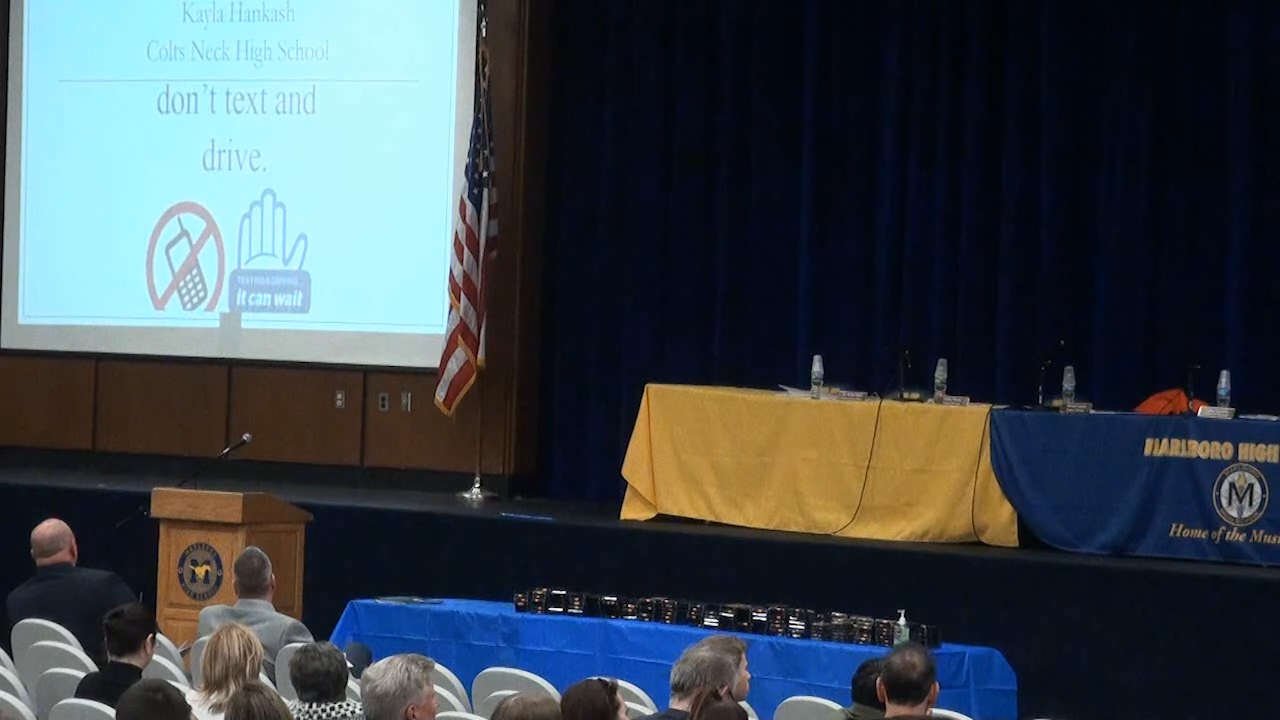 Kayla Hankash
Colts Neck High School
don't text and
drive.
it can wait
MARLBORO HIGH
M
Home of the Mus